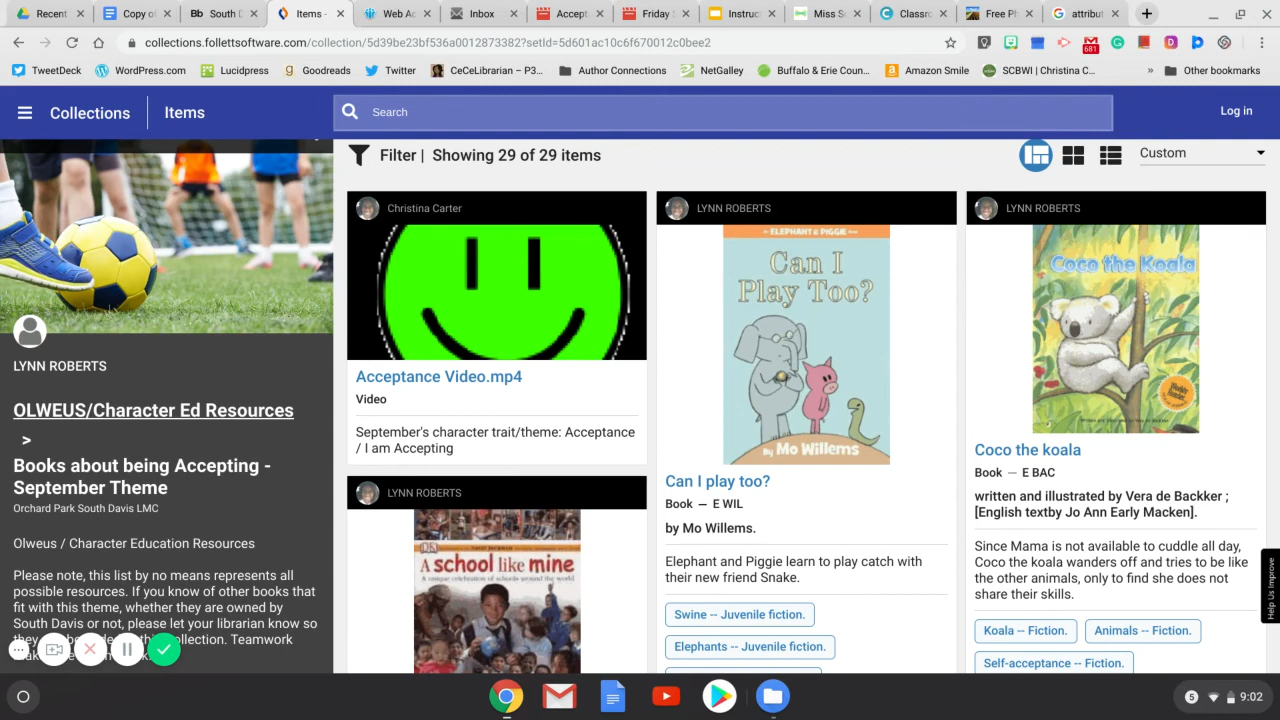 Recent
Copy o
South D
Items -
Web Ac
Inbox
Accept
Friday S
Instruc
Miss S
Classro
Free Ph
attribut
collections.follettsoftware.com/collection/5d39be23bf536a0012873382?setId=5d601ac10c6f670012c0bee2
681
TweetDeck
WordPress.com
Lucidpress
Goodreads
Twitter
CeCeLibrarian – P3...
Author Connections
NetGalley
Buffalo & Erie Coun...
Amazon Smile
SCBWI | Christina C...
»
Other bookmarks
Collections
Items
Search
Log in
Filter | Showing 29 of 29 items
Custom
LYNN ROBERTS
OLWEUS/Character Ed Resources
>
Books about being Accepting -
September Theme
Orchard Park South Davis LMC
Olweus / Character Education Resources
Please note, this list by no means represents all
possible resources. If you know of other books that
fit with this theme, whether they are owned by
South Davis or not, please let your librarian know so
they collection. Teamwork
Christina Carter
Acceptance Video.mp4
Video
September's character trait/theme: Acceptance
/ I am Accepting
LYNN ROBERTS
DK
A school like mine
A unique celebration of schools around the world
LYNN ROBERTS
An ELEPHANT & PIGGIE Book
Can I
Play Too?
By Mo Willems
Can I play too?
Book — E WIL
by Mo Willems.
Elephant and Piggie learn to play catch with
their new friend Snake.
Swine -- Juvenile fiction.
Elephants -- Juvenile fiction.
LYNN ROBERTS
Coco the Koala
Coco the koala
Book — E BAC
written and illustrated by Vera de Backker ;
[English textby Jo Ann Early Macken].
Since Mama is not available to cuddle all day,
Coco the koala wanders off and tries to be like
the other animals, only to find she does not
share their skills.
Koala -- Fiction.
Animals -- Fiction.
Self-acceptance -- Fiction.
Help Us Improve
5
9:02